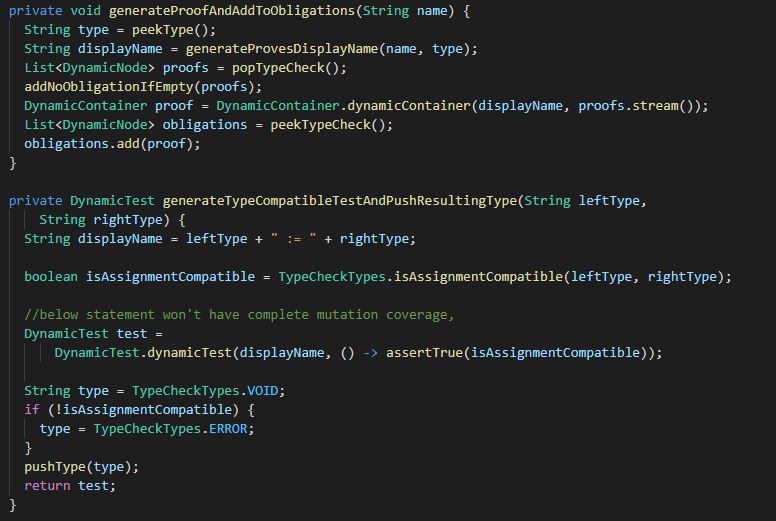 private void generateProofAndAddToObligations(String name) {
  String type = peekType();
  String displayName = generateProvesDisplayName(name, type);
  List<DynamicNode> proofs = popTypeCheck();
  addNoObligationIfEmpty(proofs);
  DynamicContainer proof = DynamicContainer.dynamicContainer(displayName, proofs.stream());
  List<DynamicNode> obligations = peekTypeCheck();
  obligations.add(proof);
}

private DynamicTest generateTypeCompatibleTestAndPushResultingType(String leftType,
    String rightType) {
  String displayName = leftType + " := " + rightType;

  boolean isAssignmentCompatible = TypeCheckTypes.isAssignmentCompatible(leftType, rightType);

  //below statement won't have complete mutation coverage,
  DynamicTest test =
      DynamicTest.dynamicTest(displayName, () -> assertTrue(isAssignmentCompatible));

  String type = TypeCheckTypes.VOID;
  if (!isAssignmentCompatible) {
    type = TypeCheckTypes.ERROR;
  }
  pushType(type);
  return test;
}